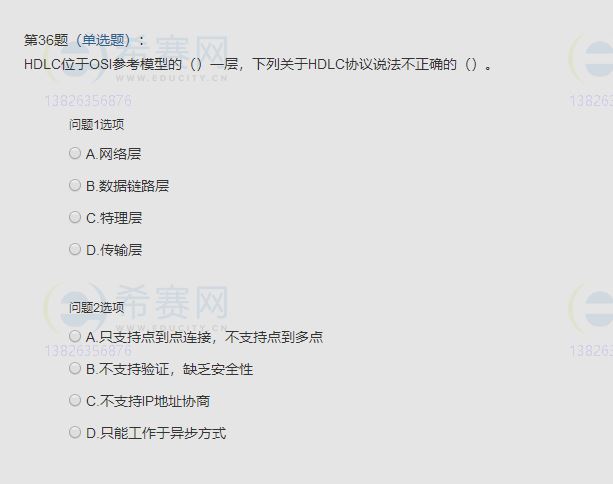 第36题（单选题）：
HDLC位于OSI参考模型的（）一层，下列关于HDLC协议说法不正确的（）。
希赛网
WWW.EDUCITY.CN
13826356876
13826
问题1选项
A.网络层
B.数据链路层
C.特理层
D.传输层
希赛网
问题2选项
WWW.EDUCITY.CN
A.只支持点到点连接，不支持点到多点
13826356876
13826
B.不支持验证，缺乏安全性
C.不支持IP地址协商
D.只能工作于异步方式